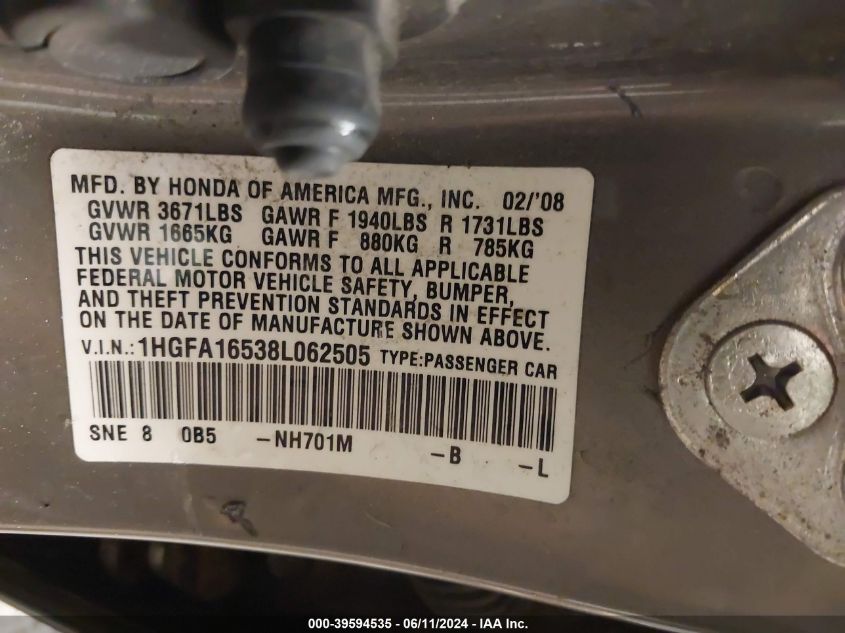 MFD. BY HONDA OF AMERICA MFG., INC. 02/'08
GVWR 3671LBS GAWR F 1940LBS R 1731LBS
GVWR 1665KG GAWR F 880KG R 785KG
THIS VEHICLE CONFORMS TO ALL APPLICABLE
FEDERAL MOTOR VEHICLE SAFETY, BUMPER,
AND THEFT PREVENTION STANDARDS IN EFFECT
ON THE DATE OF MANUFACTURE SHOWN ABOVE.
V.I.N.: 1HGFA16538L062505 TYPE:PASSENGER CAR
SNE 8 0B5 -NH701M -B -L
000-39594535 - 06/11/2024 - IAA Inc.